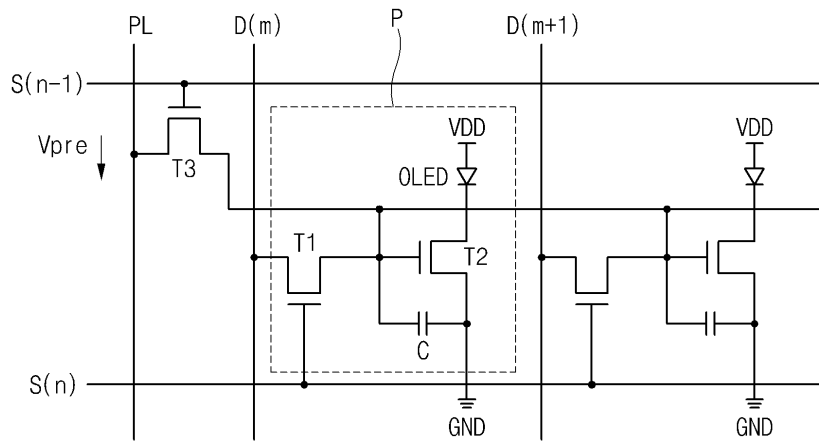 PL D(m) P D(m+1)
S(n-1)
Vpre
T3
VDD VDD
OLED
T1
T2
C
S(n)
GND GND